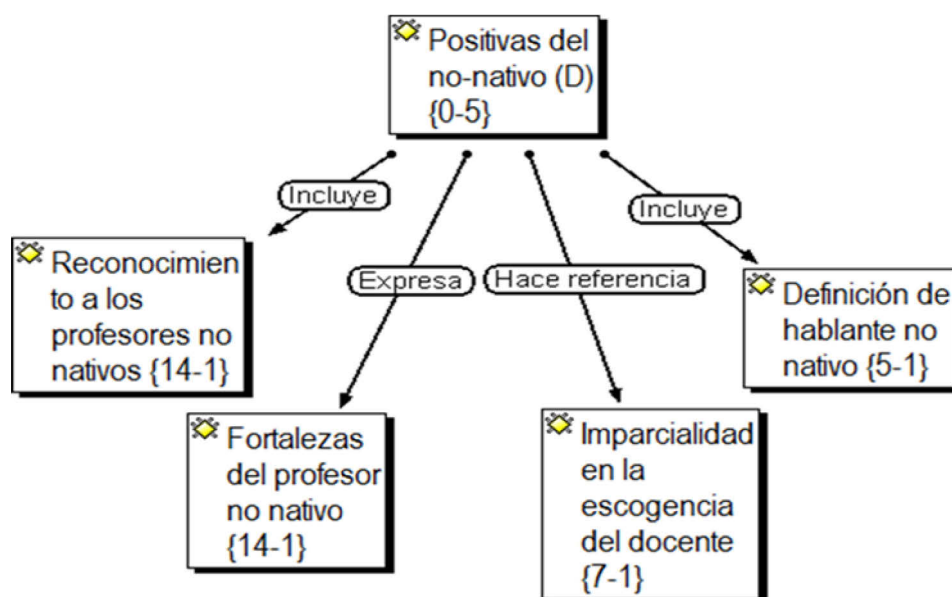 Positivas del
no-nativo (D)
{0-5}
Incluye
Incluye
Expresa
Hace referencia
Reconocimien
to a los
profesores no
nativos {14-1}
Definición de
hablante no
nativo {5-1}
Fortalezas
del profesor
no nativo
{14-1}
Imparcialidad
en la
escogencia
del docente
{7-1}